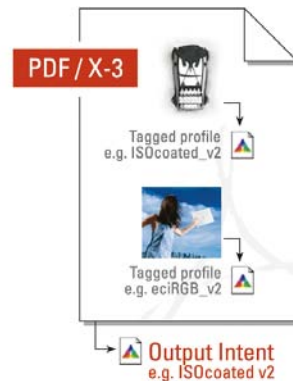 PDF/X-3
Tagged profile
e.g. ISOcoated_v2
Tagged profile
e.g. eciRGB_v2
Output Intent
e.g. ISOcoated v2